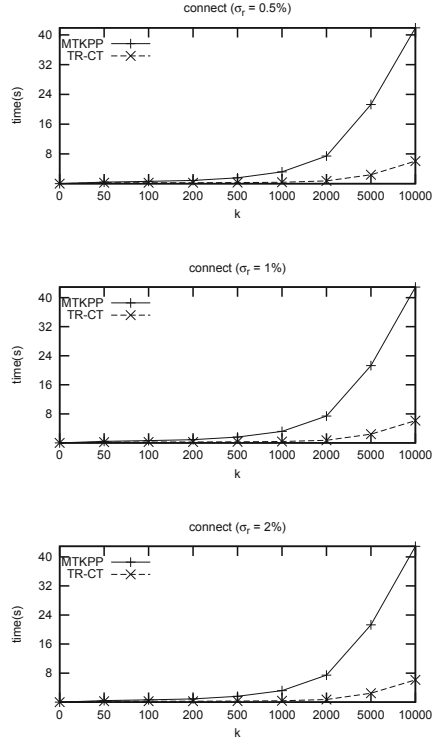 connect (σr = 0.5%)
MTKPP
TR-CT
40
32
24
16
8
time(s)
0 50 100 200 500 1000 2000 5000 10000
k
connect (σr = 1%)
MTKPP
TR-CT
40
32
24
16
8
time(s)
0 50 100 200 500 1000 2000 5000 10000
k
connect (σr = 2%)
MTKPP
TR-CT
40
32
24
16
8
time(s)
0 50 100 200 500 1000 2000 5000 10000
k